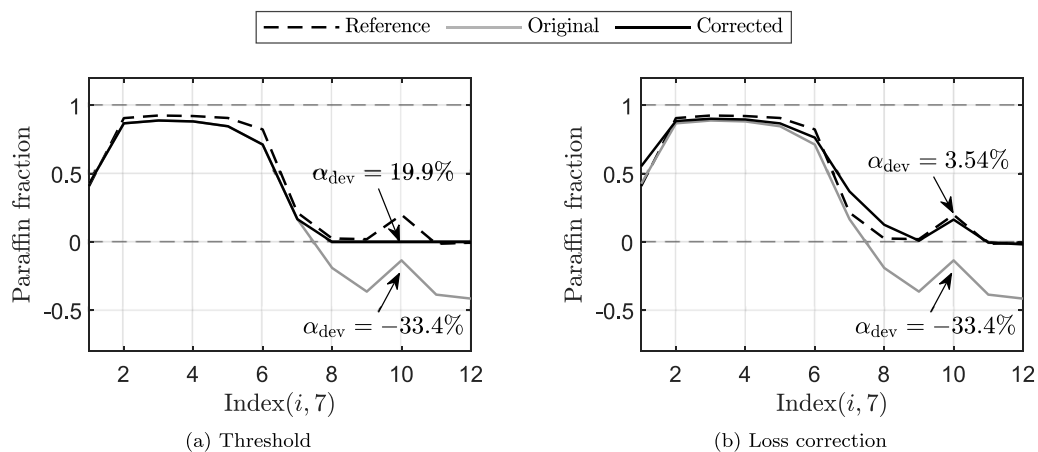 Reference Original Corrected
1
0.5
0
-0.5
Paraffin fraction
α_dev = 19.9%
α_dev = −33.4%
2 4 6 8 10 12
Index(i, 7)
(a) Threshold
1
0.5
0
-0.5
Paraffin fraction
α_dev = 3.54%
α_dev = −33.4%
2 4 6 8 10 12
Index(i, 7)
(b) Loss correction